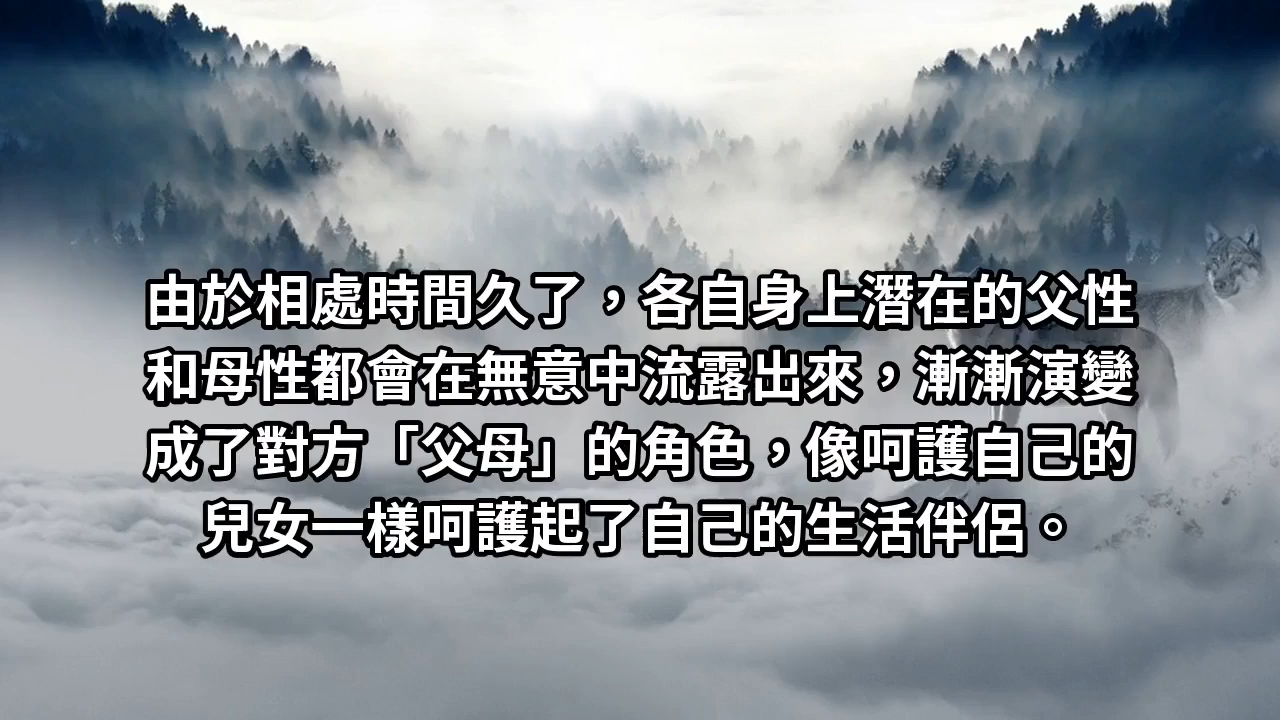 由於相處時間久了，各自身上潛在的父性
和母性都會在無意中流露出來，漸漸演變
成了對方「父母」的角色，像呵護自己的
兒女一樣呵護起了自己的生活伴侶。